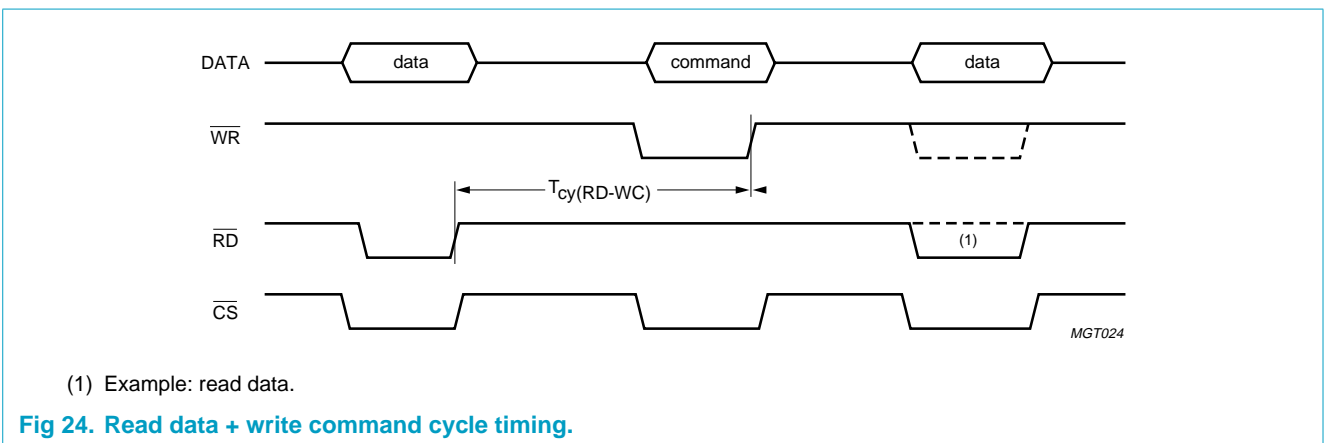 DATA data command data
WR
Tcy(RD-WC)
RD (1)
CS
MGT024
(1) Example: read data.
Fig 24. Read data + write command cycle timing.